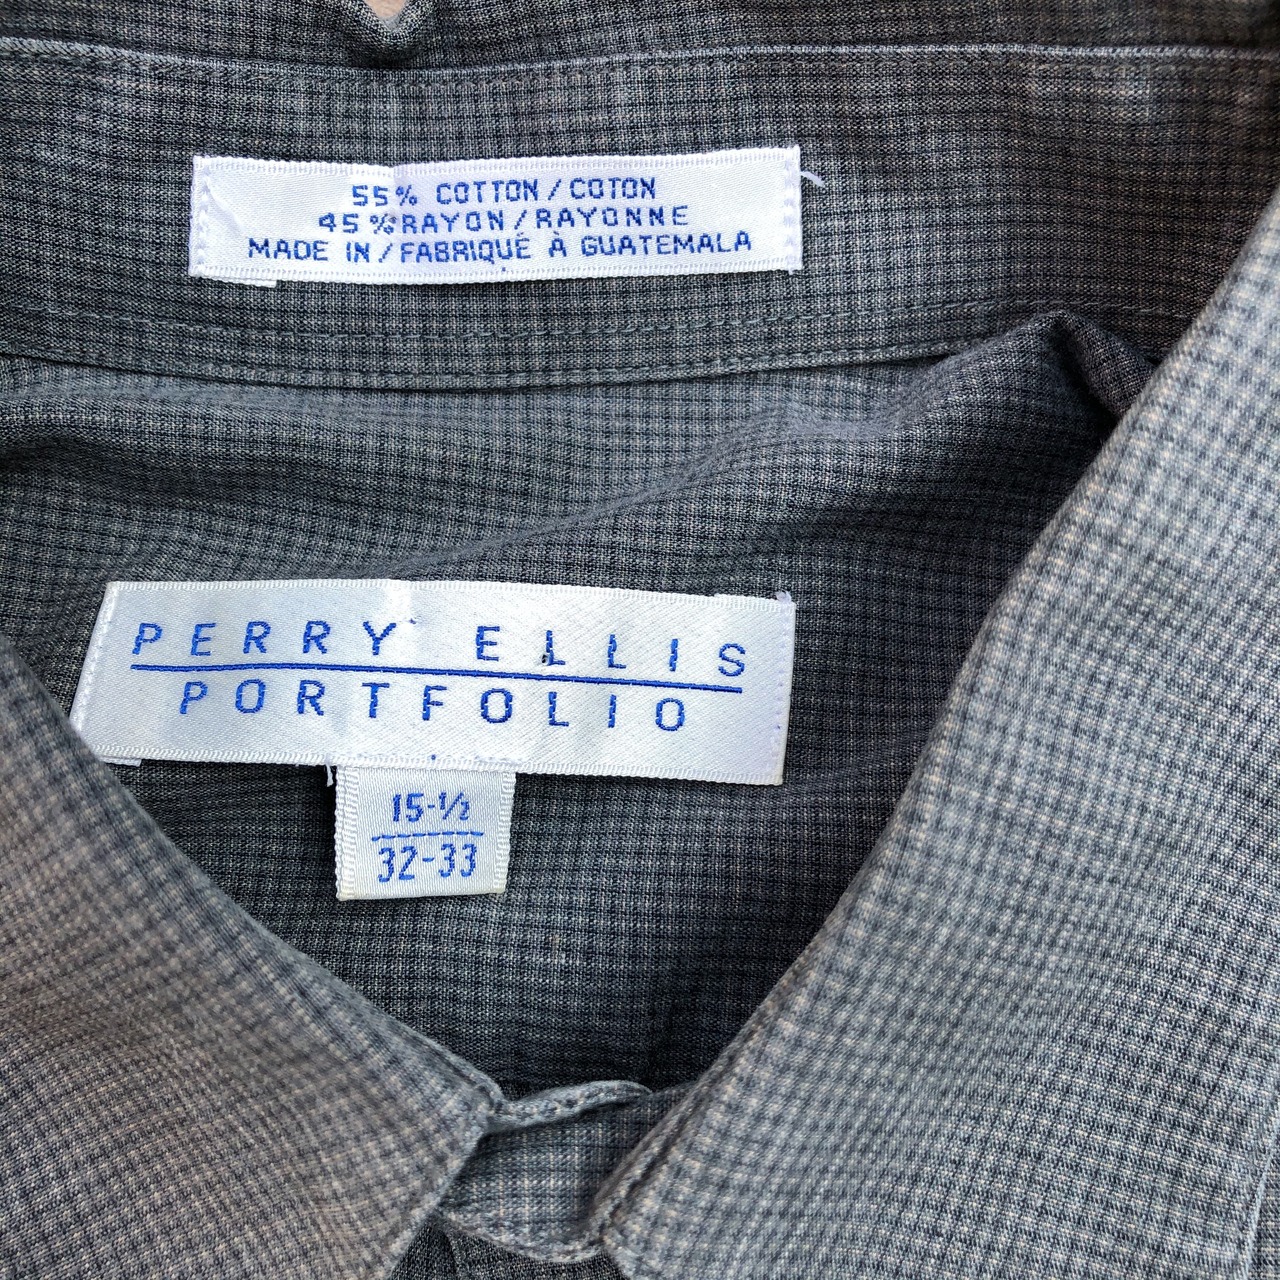 55% COTTON/COTON
45%RAYON/RAYONNE
MADE IN/FABRIQUÉ À GUATEMALA
PERRY ELLIS
PORTFOLIO
15-½
32-33